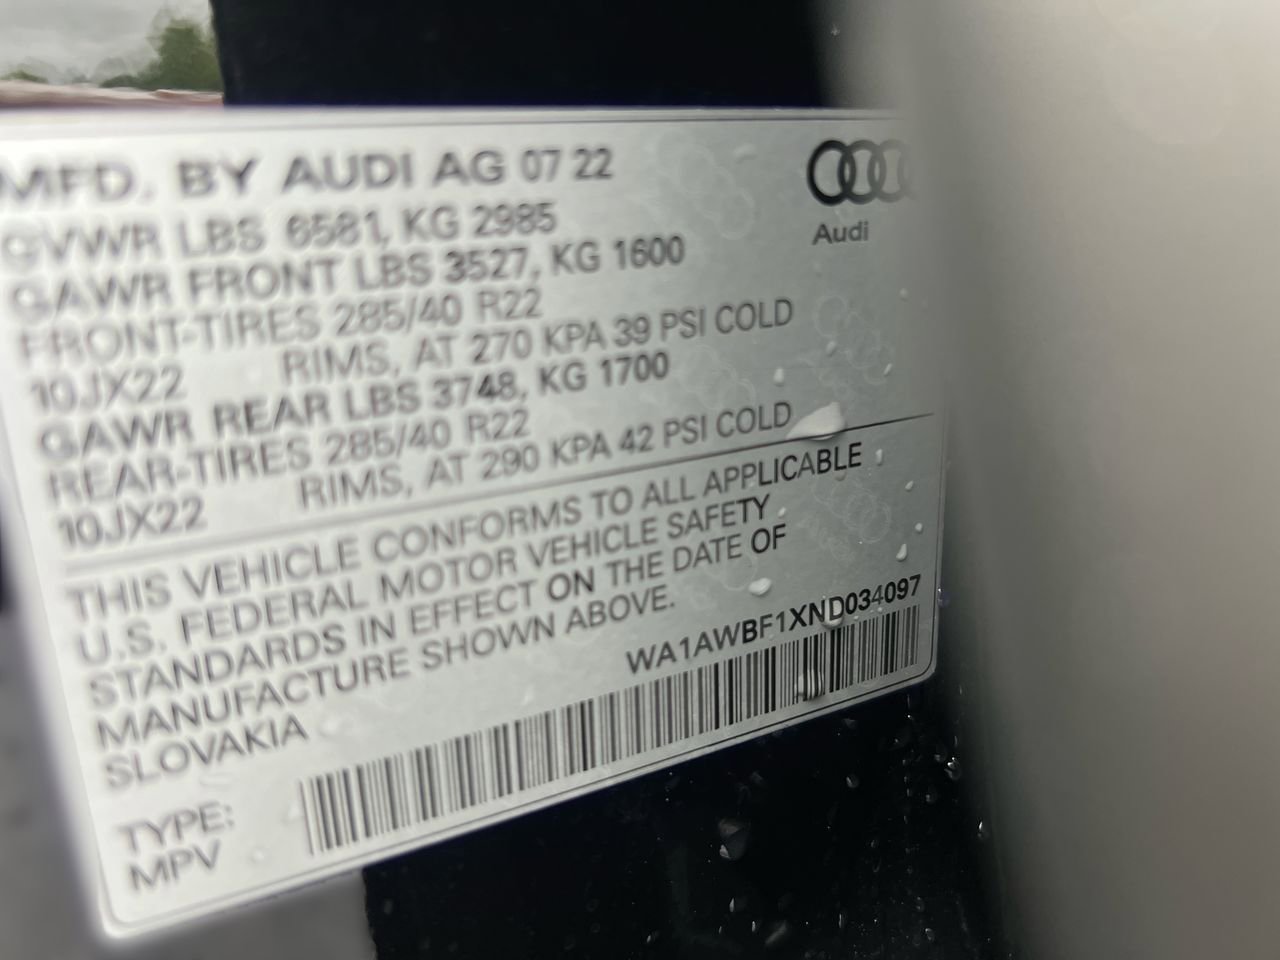 MFD. BY AUDI AG 07 22
GVWR LBS 6581, KG 2985
GAWR FRONT LBS 3527, KG 1600
FRONT-TIRES 285/40 R22
10JX22 RIMS, AT 270 KPA 39 PSI COLD
GAWR REAR LBS 3748, KG 1700
REAR-TIRES 285/40 R22
10JX22 RIMS, AT 290 KPA 42 PSI COLD
Audi
THIS VEHICLE CONFORMS TO ALL APPLICABLE
U.S. FEDERAL MOTOR VEHICLE SAFETY
STANDARDS IN EFFECT ON THE DATE OF
MANUFACTURE SHOWN ABOVE.
SLOVAKIA
WA1AWBF1XND034097
TYPE:
MPV